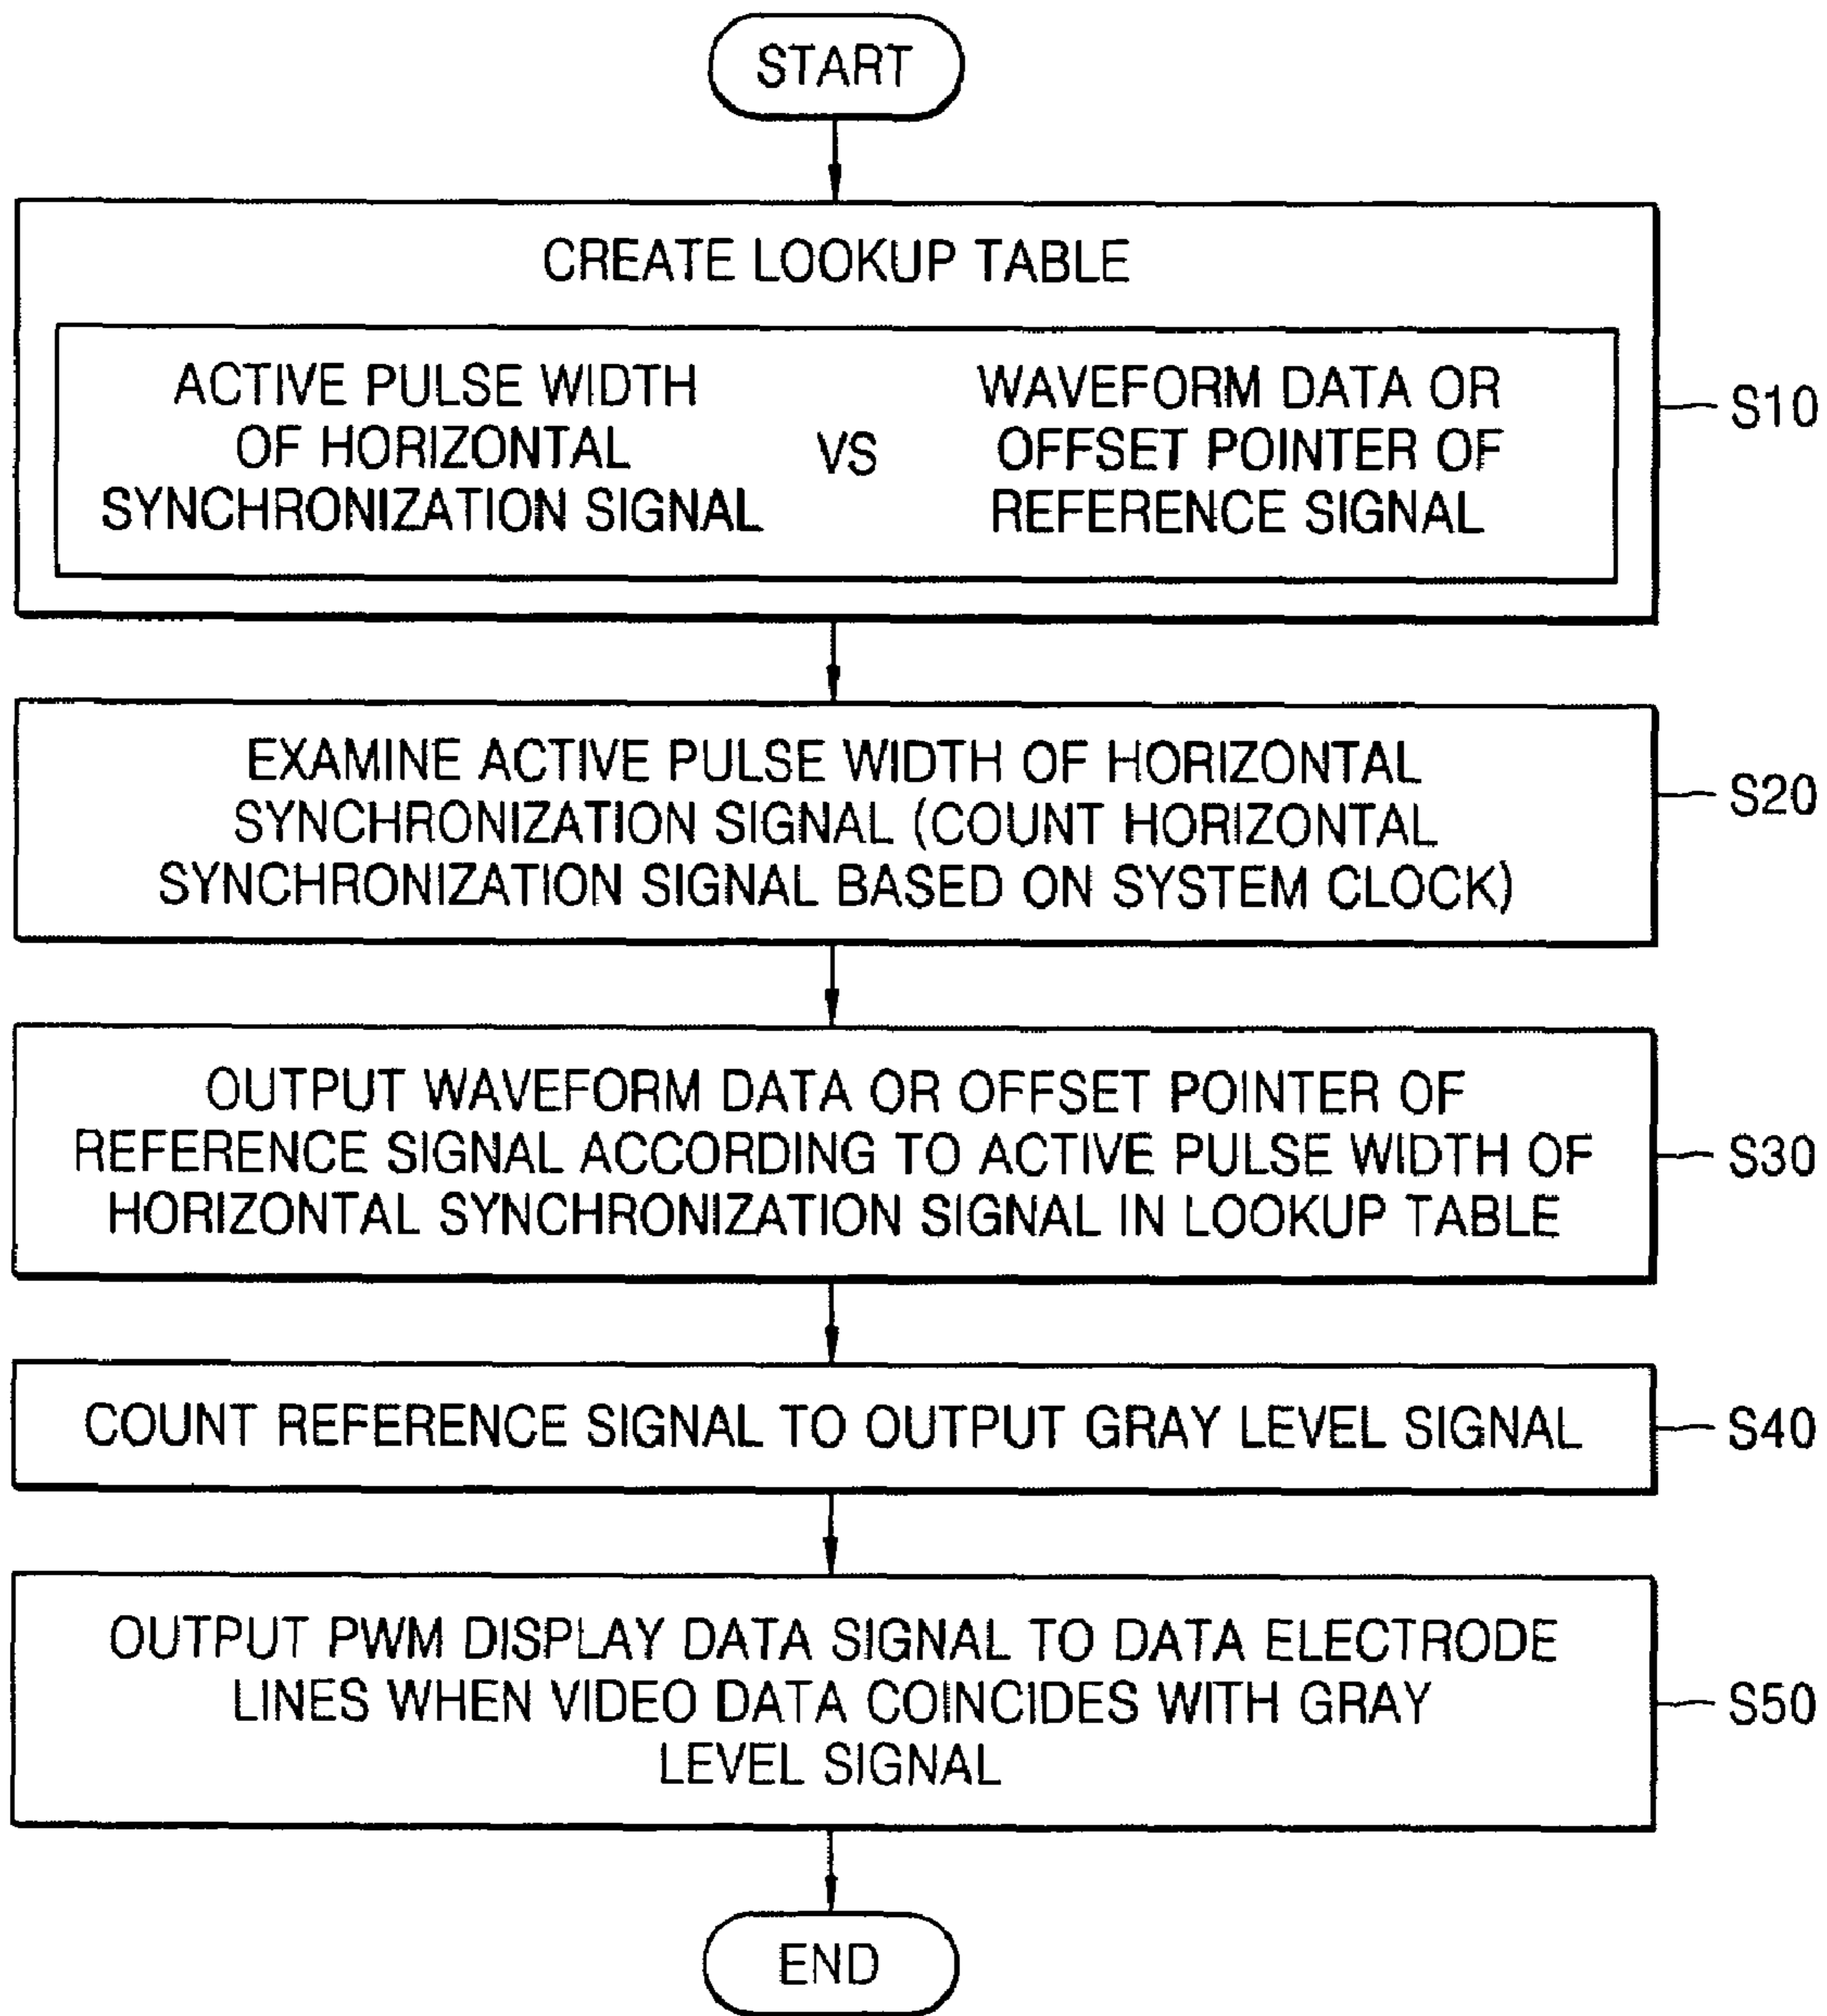 START
CREATE LOOKUP TABLE
ACTIVE PULSE WIDTH
OF HORIZONTAL
SYNCHRONIZATION SIGNAL
VS
WAVEFORM DATA OR
OFFSET POINTER OF
REFERENCE SIGNAL
S10
EXAMINE ACTIVE PULSE WIDTH OF HORIZONTAL
SYNCHRONIZATION SIGNAL (COUNT HORIZONTAL
SYNCHRONIZATION SIGNAL BASED ON SYSTEM CLOCK)
S20
OUTPUT WAVEFORM DATA OR OFFSET POINTER OF
REFERENCE SIGNAL ACCORDING TO ACTIVE PULSE WIDTH OF
HORIZONTAL SYNCHRONIZATION SIGNAL IN LOOKUP TABLE
S30
COUNT REFERENCE SIGNAL TO OUTPUT GRAY LEVEL SIGNAL
S40
OUTPUT PWM DISPLAY DATA SIGNAL TO DATA ELECTRODE
LINES WHEN VIDEO DATA COINCIDES WITH GRAY
LEVEL SIGNAL
S50
END